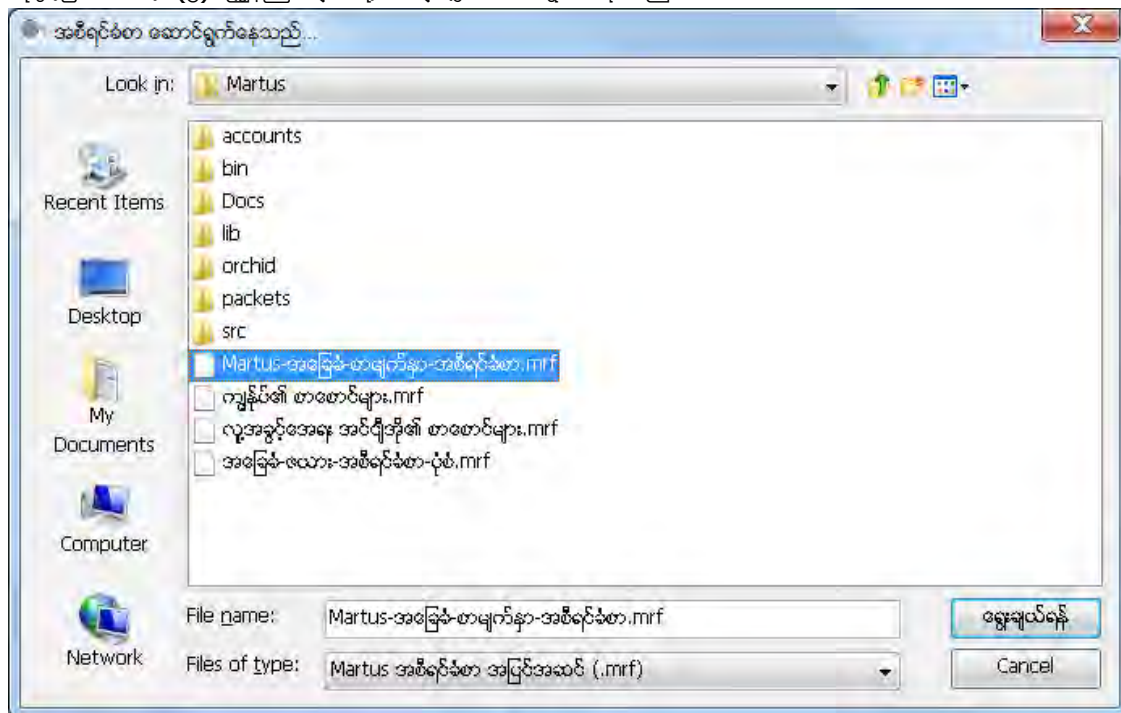 အစီရင်ခံစာ ဆောင်ရွက်နေသည်...
Look in:
Martus
accounts
bin
Docs
lib
orchid
packets
src
Martus-အခြေခံ-စာမျက်နှာ-အစီရင်ခံစာ.mrf
ကျွန်ုပ်၏ စာစောင်များ.mrf
လူ့အခွင့်အရေး အင်ဂျီအို၏ စာစောင်များ.mrf
အခြေခံ-ဇယား-အစီရင်ခံစာ-ပုံစံ.mrf
Recent Items
Desktop
My
Documents
Computer
Network
File name:
Martus-အခြေခံ-စာမျက်နှာ-အစီရင်ခံစာ.mrf
ရွေးချယ်ရန်
Files of type:
Martus အစီရင်ခံစာ အပြင်အဆင် (.mrf)
Cancel